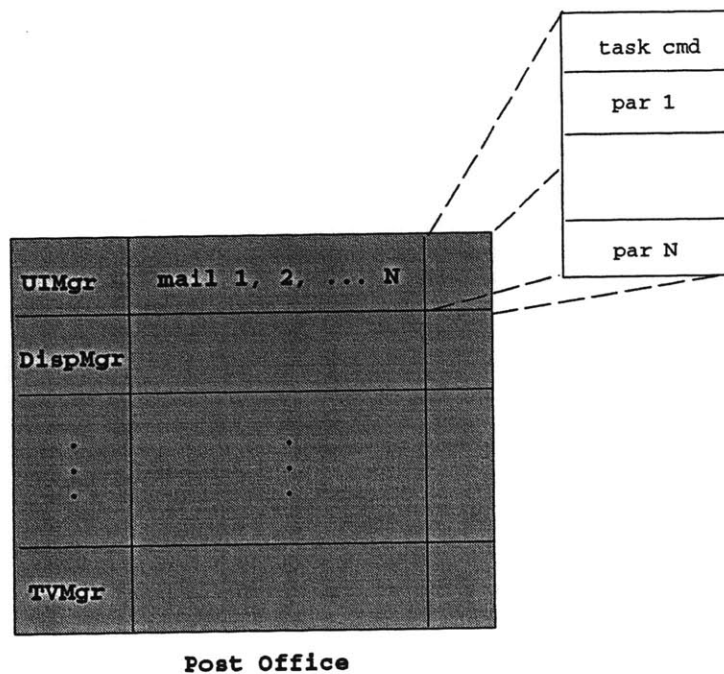 task cmd
par 1
par N
UIMgr
mail 1, 2, ... N
DispMgr
TVMgr
Post Office